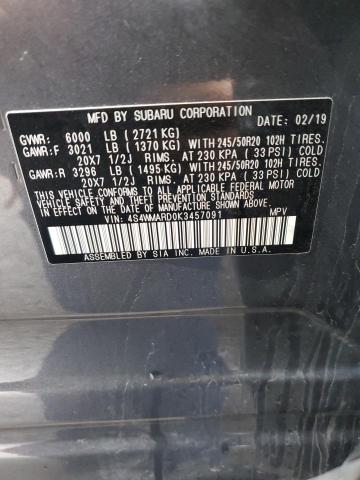 MFD BY SUBARU CORPORATION
DATE: 02/19
GVWR: 6000 LB (2721 KG)
GAWR:F 3021 LB (1370 KG) WITH 245/50R20 102H TIRES.
20X7 1/2J RIMS. AT 230 KPA (33 PSI) COLD
GAWR:R 3296 LB (1495 KG) WITH 245/50R20 102H TIRES.
20X7 1/2J RIMS. AT 230 KPA (33 PSI) COLD
THIS VEHICLE CONFORMS TO ALL APPLICABLE
FEDERAL MOTOR VEHICLE SAFETY
AND THEFT PREVENTION STANDARDS
IN EFFECT ON THE DATE OF
MANUFACTURE SHOWN ABOVE
VIN: 4S4WMARD0K3457091
MPV
ASSEMBLED BY SIA INC. MADE IN U.S.A.